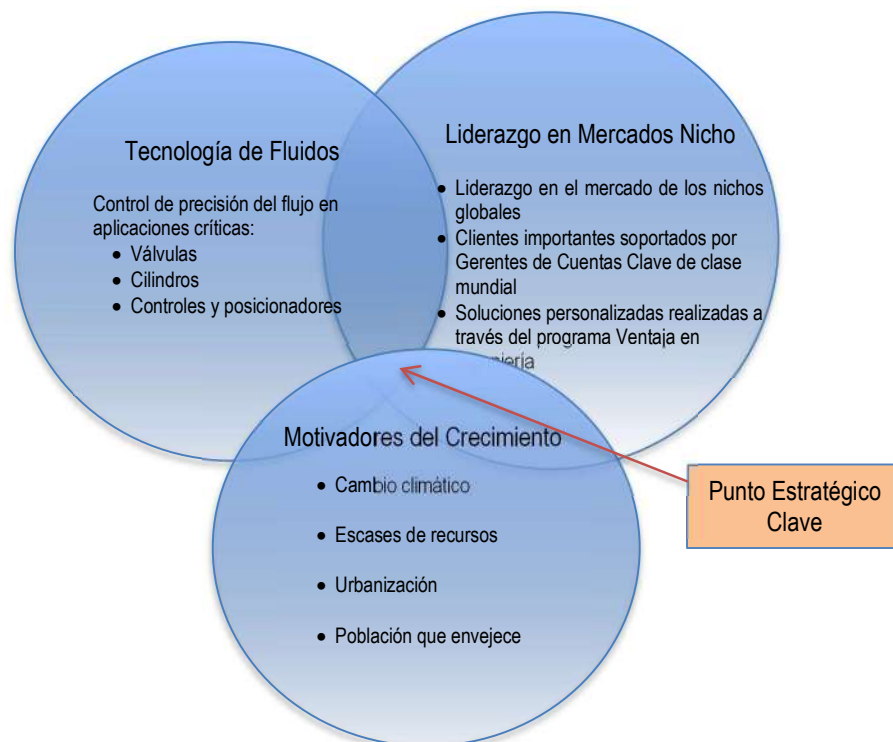 Tecnología de Fluidos
Control de precisión del flujo en
aplicaciones críticas:
• Válvulas
• Cilindros
• Controles y posicionadores
Liderazgo en Mercados Nicho
• Liderazgo en el mercado de los nichos
globales
• Clientes importantes soportados por
Gerentes de Cuentas Clave de clase
mundial
• Soluciones personalizadas realizadas a
través del programa Ventaja en
Motivadores del Crecimiento
• Cambio climático
• Escases de recursos
• Urbanización
• Población que envejece
Punto Estratégico
Clave